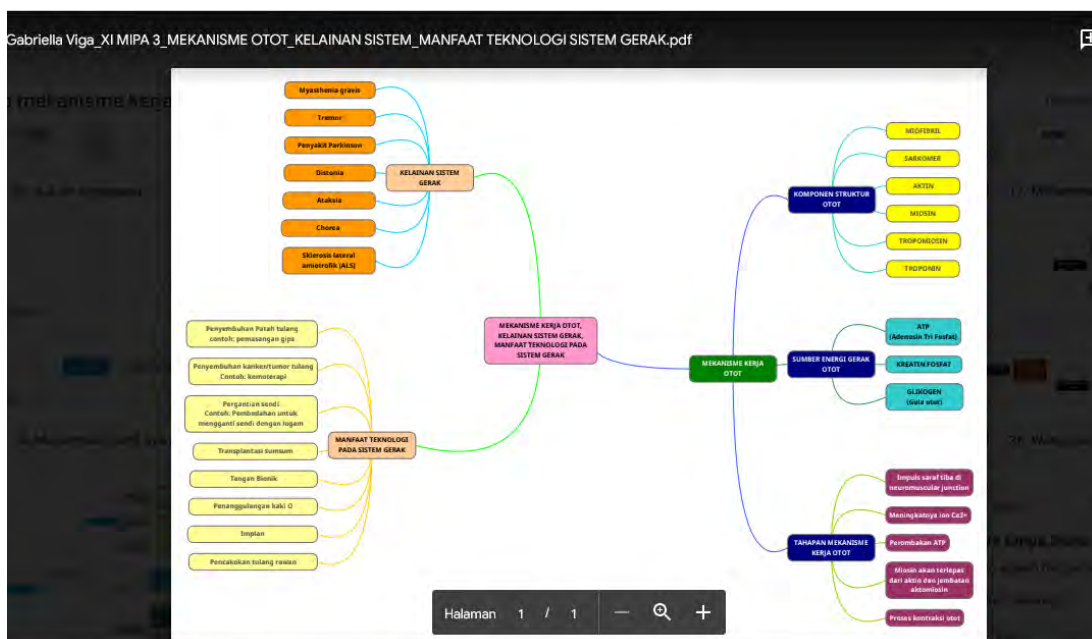 Gabriella Viga_XI MIPA 3_MEKANISME OTOT_KELAINAN SISTEM_MANFAAT TEKNOLOGI SISTEM GERAK.pdf
Myasthenia gravis
Tremor
Penyakit Parkinson
Distonia
Ataksia
Chorea
Sklerosis lateral
amiotrofik (ALS)
KELAINAN SISTEM
GERAK
Penyembuhan Patah tulang
contoh: pemasangan gips
Penyembuhan kanker/tumor tulang
Contoh: kemoterapi
Pergantian sendi
Contoh: Pembedahan untuk
mengganti sendi dengan logam
Transplantasi sumsum
Tangan Bionik
Penanggulangan kaki O
Implan
Pencakokan tulang rawan
MANFAAT TEKNOLOGI
PADA SISTEM GERAK
MEKANISME KERJA OTOT,
KELAINAN SISTEM GERAK,
MANFAAT TEKNOLOGI PADA
SISTEM GERAK
MEKANISME KERJA
OTOT
KOMPONEN STRUKTUR
OTOT
MIOFIBRIL
SARKOMER
AKTIN
MIOSIN
TROPOMIOSIN
TROPONIN
SUMBER ENERGI GERAK
OTOT
ATP
(Adenosin Tri Fosfat)
KREATIN FOSFAT
GLIKOGEN
(Gula otot)
TAHAPAN MEKANISME
KERJA OTOT
Impuls saraf tiba di
neuromuscular junction
Meningkatnya ion Ca2+
Perombakan ATP
Miosin akan terlepas
dari aktin den jembatan
aktomiosin
Proses kontraksi otot
Halaman 1 / 1